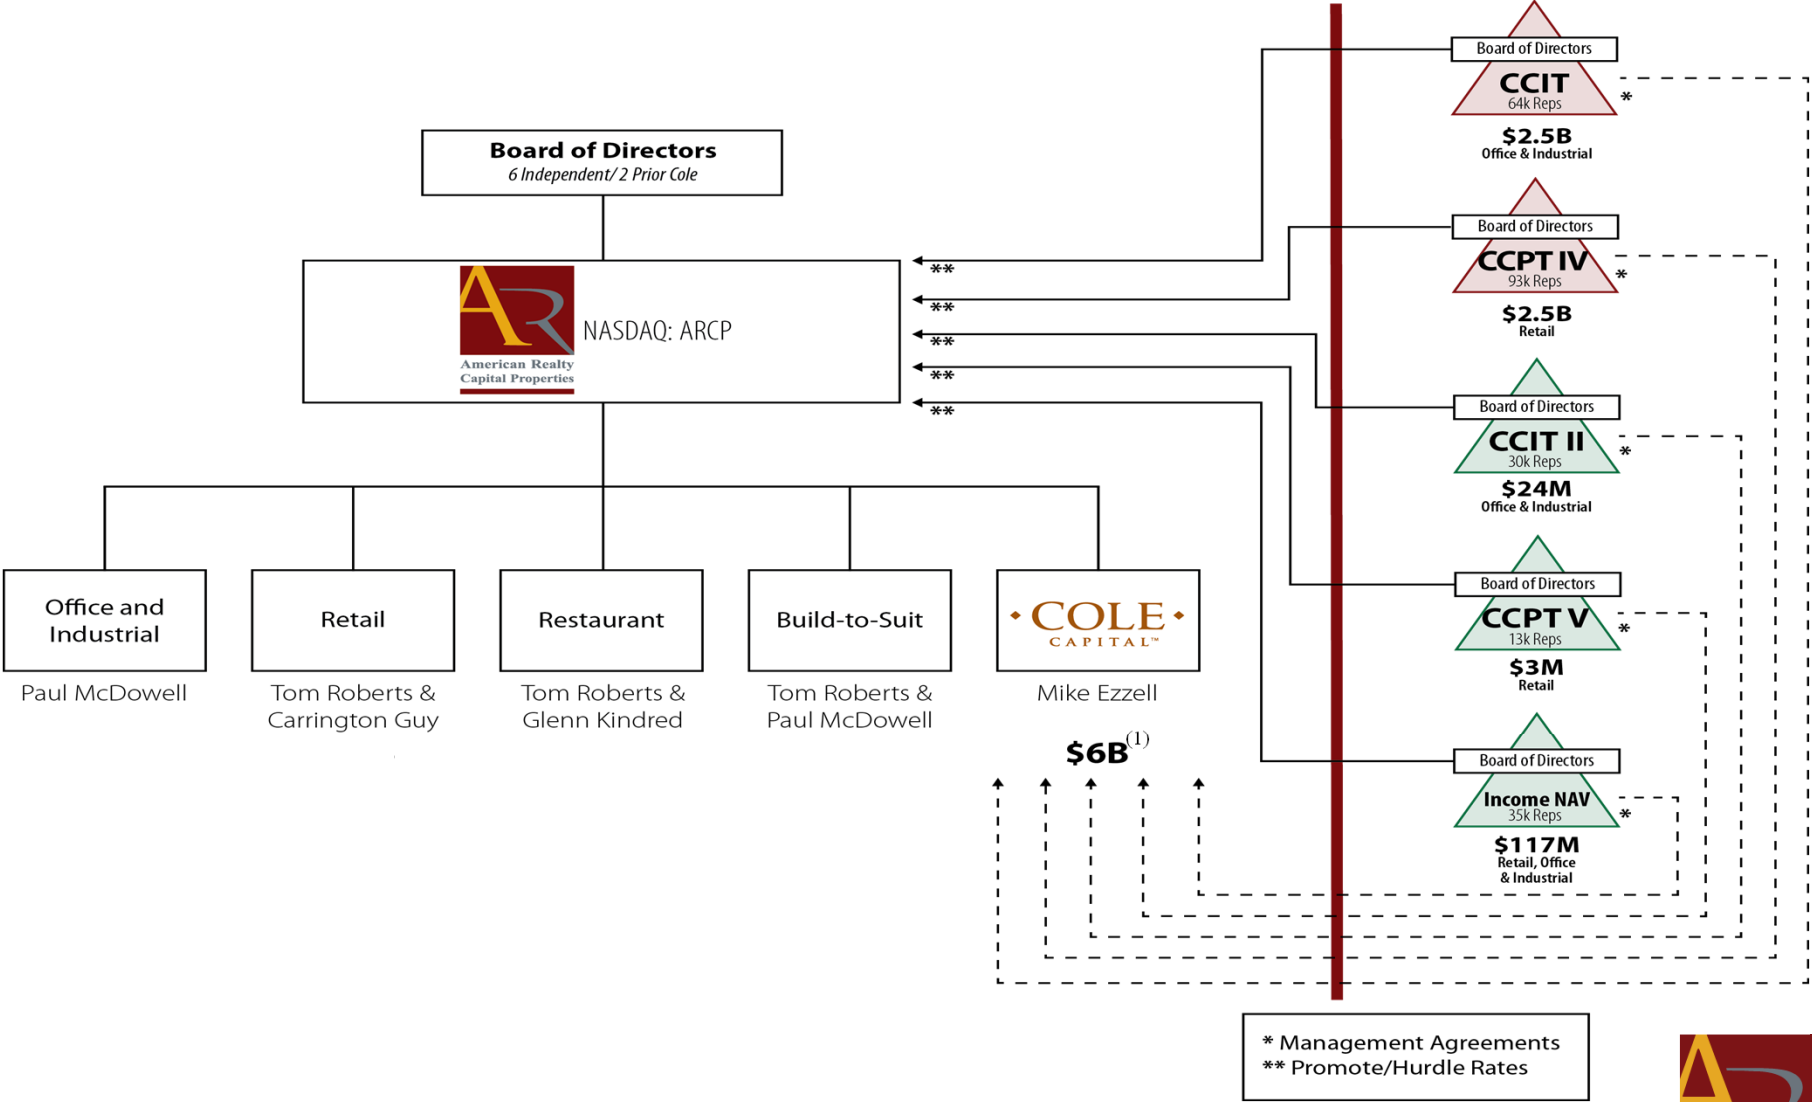 Board of Directors
6 Independent/ 2 Prior Cole
AR
American Realty
Capital Properties
NASDAQ: ARCP
**
**
**
**
**
Office and
Industrial
Paul McDowell
Retail
Tom Roberts &
Carrington Guy
Restaurant
Tom Roberts &
Glenn Kindred
Build-to-Suit
Tom Roberts &
Paul McDowell
COLE
CAPITAL™
Mike Ezzell
$6B(1)
Board of Directors
CCIT
64k Reps
*
$2.5B
Office & Industrial
Board of Directors
CCPT IV
93k Reps
*
$2.5B
Retail
Board of Directors
CCIT II
30k Reps
*
$24M
Office & Industrial
Board of Directors
CCPT V
13k Reps
*
$3M
Retail
Board of Directors
Income NAV
35k Reps
*
$117M
Retail, Office
& Industrial
* Management Agreements
** Promote/Hurdle Rates
AR